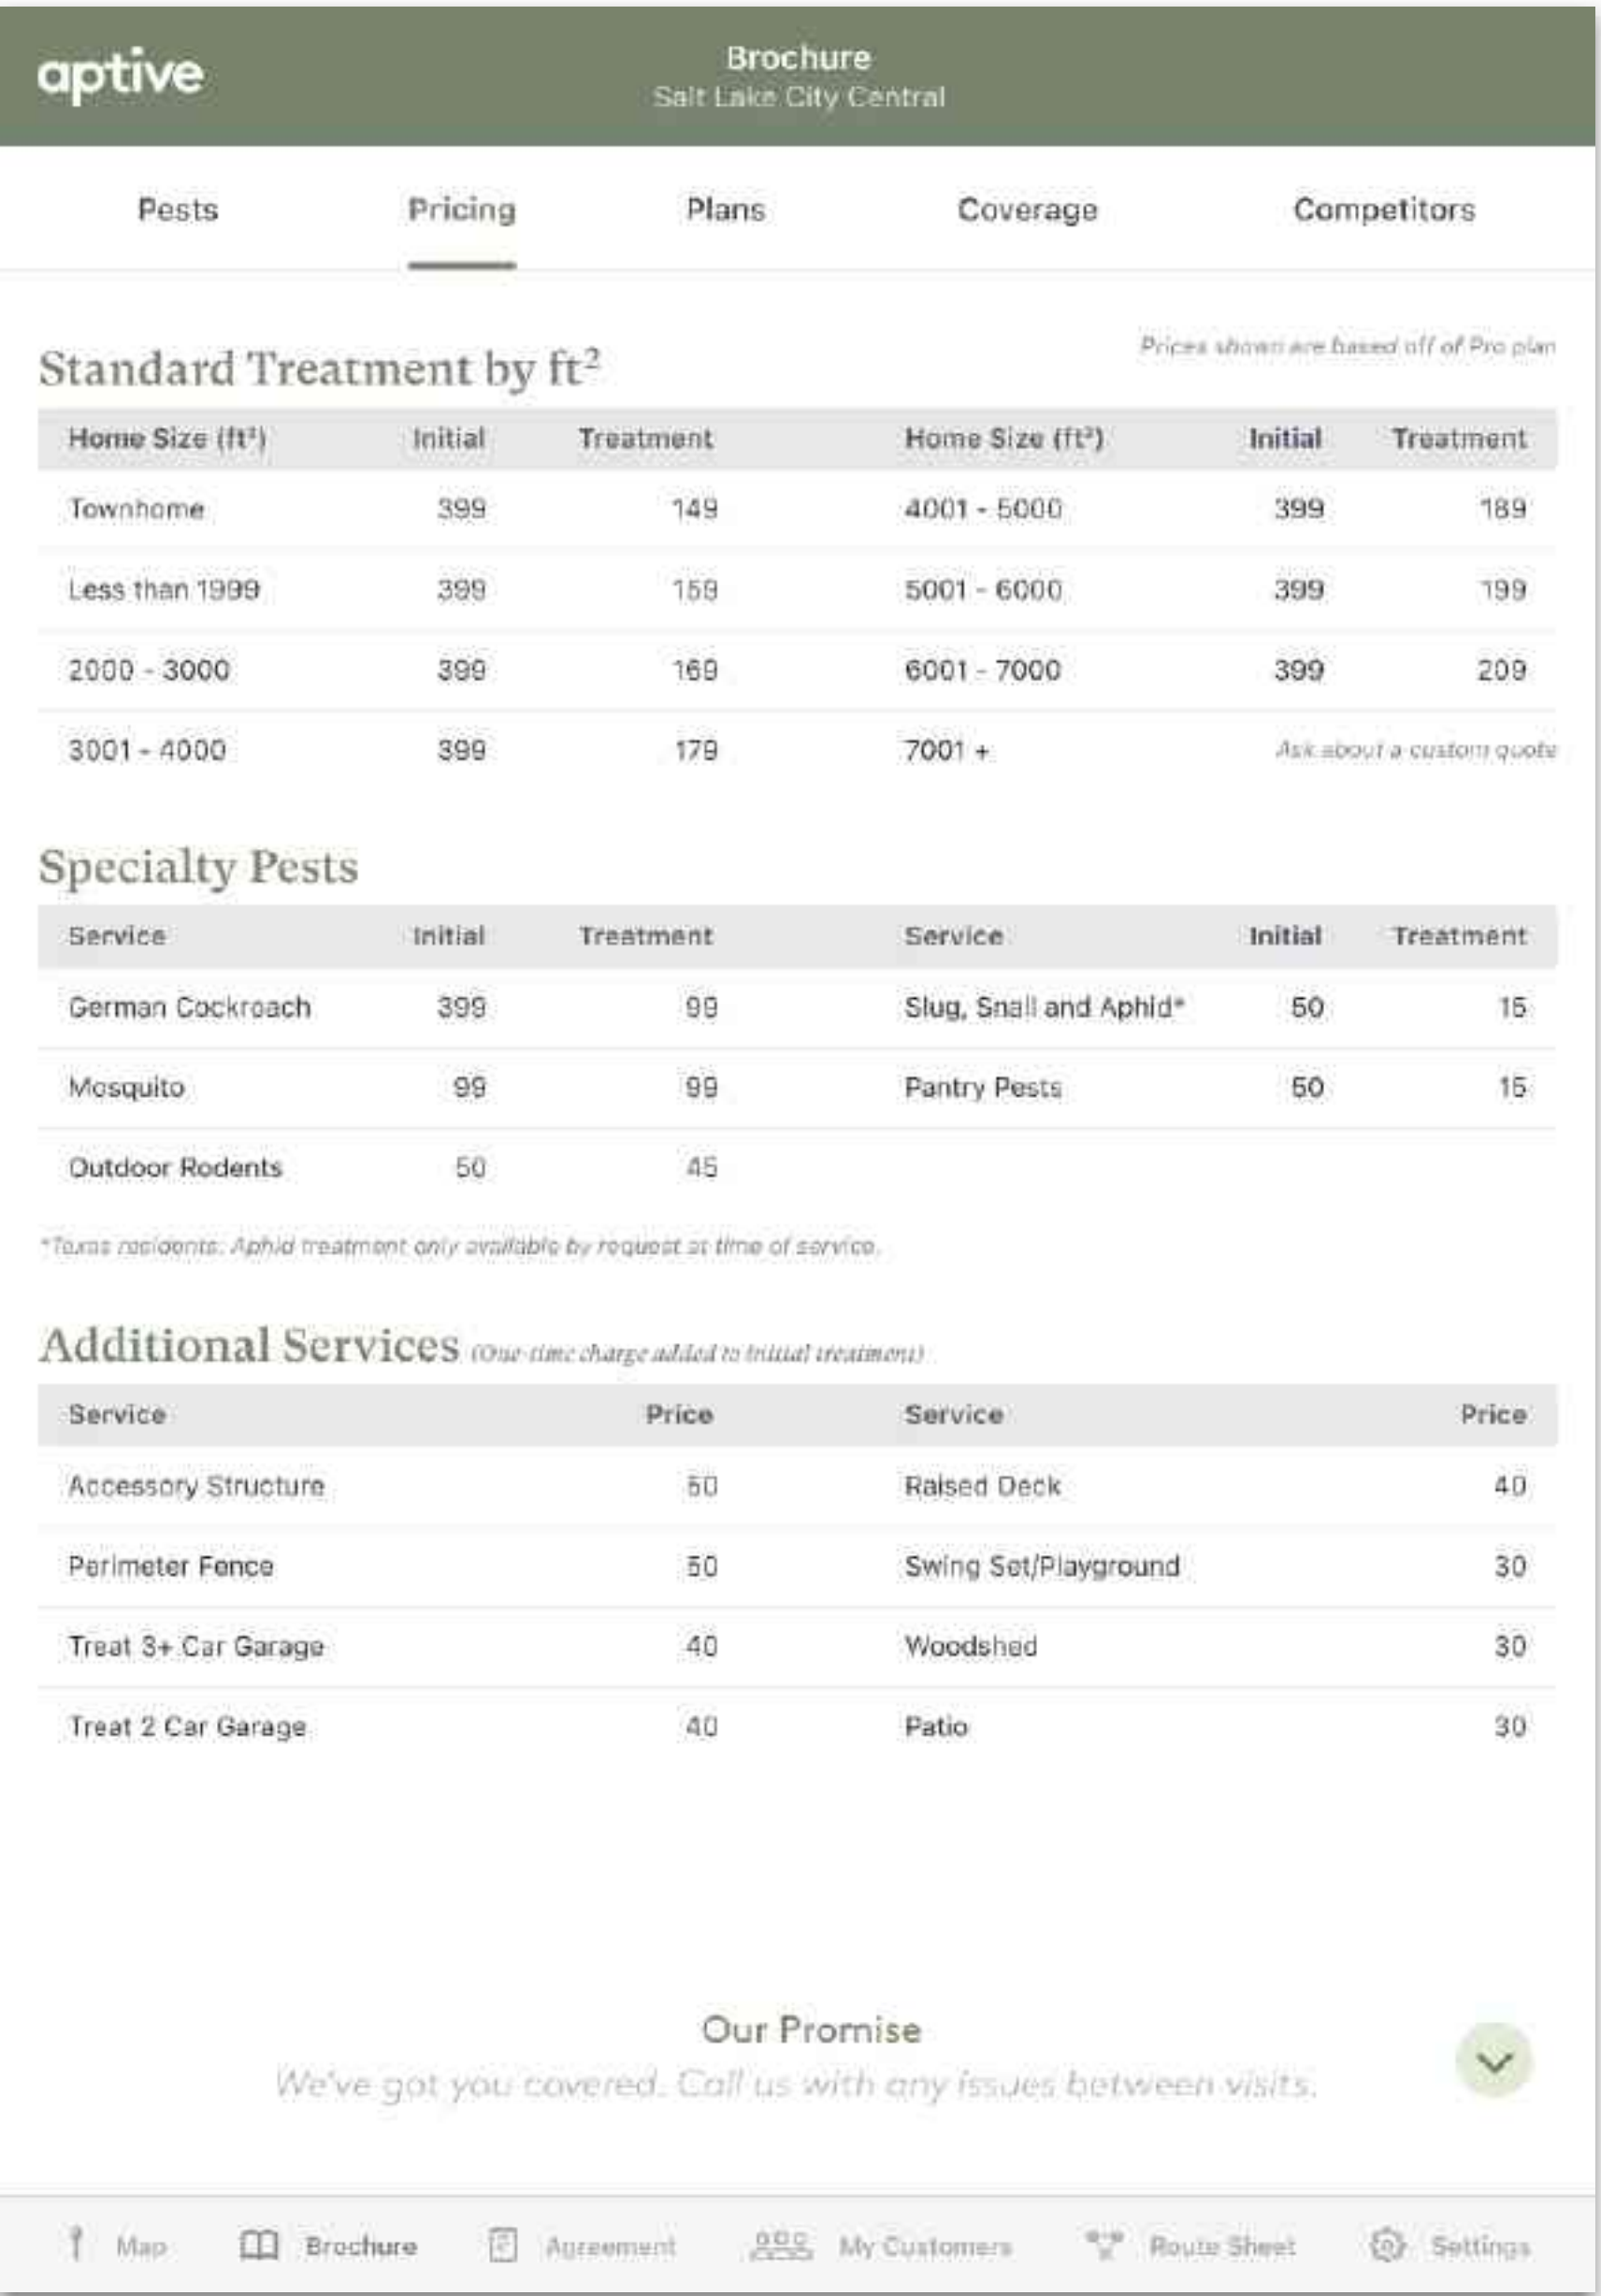 aptive
Brochure
Salt Lake City Central
Pests Pricing Plans Coverage Competitors
Prices shown are based off of Pro plan
Standard Treatment by ft²
Home Size (ft²) Initial Treatment Home Size (ft²) Initial Treatment
Townhome 399 149 4001 - 5000 399 189
Less than 1999 399 159 5001 - 6000 399 199
2000 - 3000 399 169 6001 - 7000 399 209
3001 - 4000 399 179 7001 + Ask about a custom quote
Specialty Pests
Service Initial Treatment Service Initial Treatment
German Cockroach 399 99 Slug, Snail and Aphid* 50 15
Mosquito 99 99 Pantry Pests 50 15
Outdoor Rodents 50 45
*Texas residents: Aphid treatment only available by request at time of service.
Additional Services (One-time charge added to initial treatment)
Service Price Service Price
Accessory Structure 50 Raised Deck 40
Perimeter Fence 50 Swing Set/Playground 30
Treat 3+ Car Garage 40 Woodshed 30
Treat 2 Car Garage 40 Patio 30
Our Promise
We've got you covered. Call us with any issues between visits.
Map Brochure Agreement My Customers Route Sheet Settings